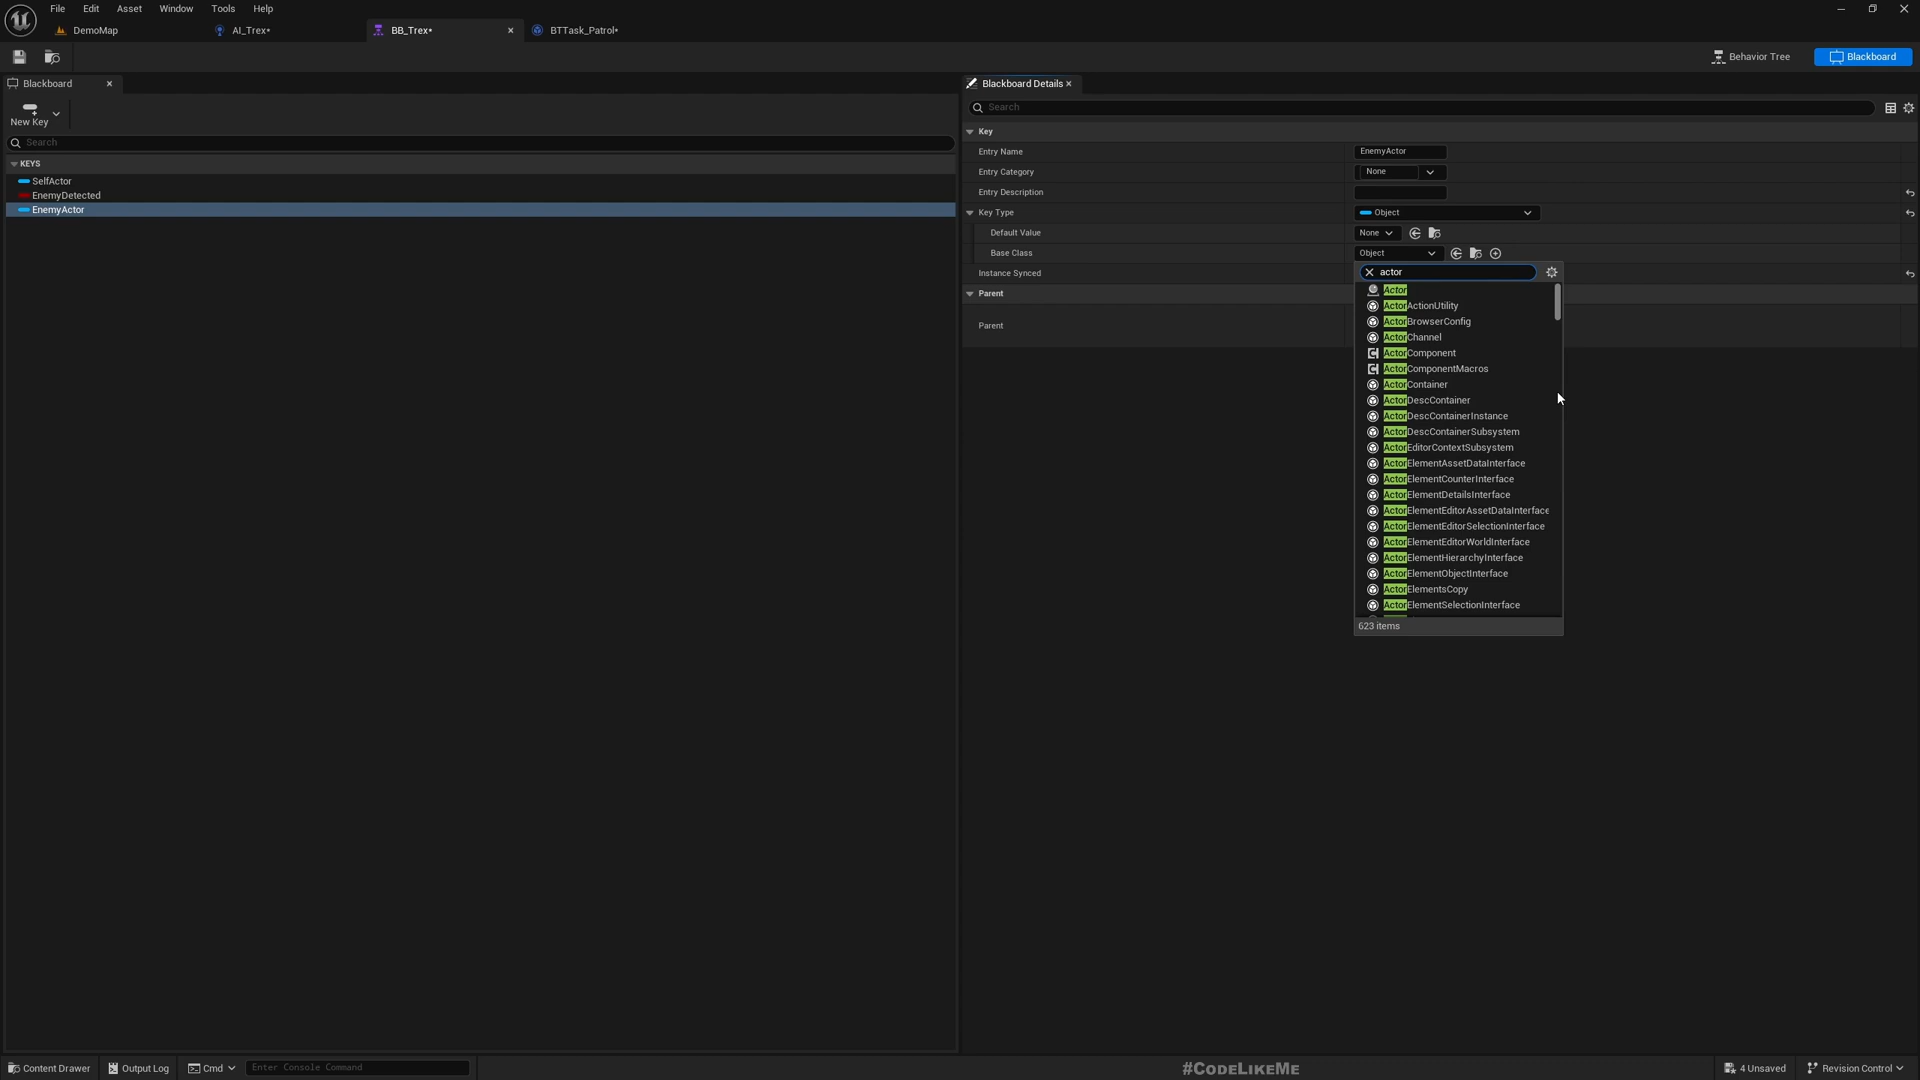 File Edit Asset Window Tools Help
DemoMap AI_Trex* BB_Trex* BTTask_Patrol*
Behavior Tree Blackboard
Blackboard
New Key
Search
KEYS
SelfActor
EnemyDetected
EnemyActor
Blackboard Details
Search
Key
Entry Name EnemyActor
Entry Category None
Entry Description
Key Type Object
Default Value None
Base Class Object
Instance Synced
Parent
Parent
actor
Actor
ActorActionUtility
ActorBrowserConfig
ActorChannel
ActorComponent
ActorComponentMacros
ActorContainer
ActorDescContainer
ActorDescContainerInstance
ActorDescContainerSubsystem
ActorEditorContextSubsystem
ActorElementAssetDataInterface
ActorElementCounterInterface
ActorElementDetailsInterface
ActorElementEditorAssetDataInterface
ActorElementEditorSelectionInterface
ActorElementEditorWorldInterface
ActorElementHierarchyInterface
ActorElementObjectInterface
ActorElementsCopy
ActorElementSelectionInterface
623 items
Content Drawer Output Log Cmd Enter Console Command #CodeLikeMe 4 Unsaved Revision Control